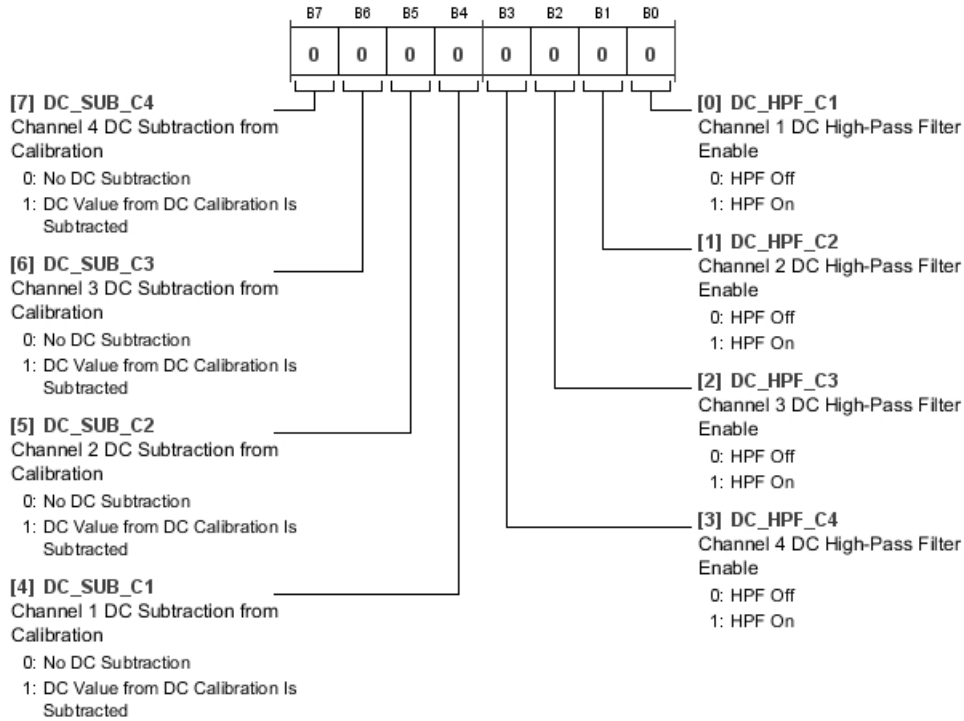 B7 B6 B5 B4 B3 B2 B1 B0
0 0 0 0 0 0 0 0
[7] DC_SUB_C4
Channel 4 DC Subtraction from
Calibration
0: No DC Subtraction
1: DC Value from DC Calibration Is
Subtracted
[6] DC_SUB_C3
Channel 3 DC Subtraction from
Calibration
0: No DC Subtraction
1: DC Value from DC Calibration Is
Subtracted
[5] DC_SUB_C2
Channel 2 DC Subtraction from
Calibration
0: No DC Subtraction
1: DC Value from DC Calibration Is
Subtracted
[4] DC_SUB_C1
Channel 1 DC Subtraction from
Calibration
0: No DC Subtraction
1: DC Value from DC Calibration Is
Subtracted
[0] DC_HPF_C1
Channel 1 DC High-Pass Filter
Enable
0: HPF Off
1: HPF On
[1] DC_HPF_C2
Channel 2 DC High-Pass Filter
Enable
0: HPF Off
1: HPF On
[2] DC_HPF_C3
Channel 3 DC High-Pass Filter
Enable
0: HPF Off
1: HPF On
[3] DC_HPF_C4
Channel 4 DC High-Pass Filter
Enable
0: HPF Off
1: HPF On